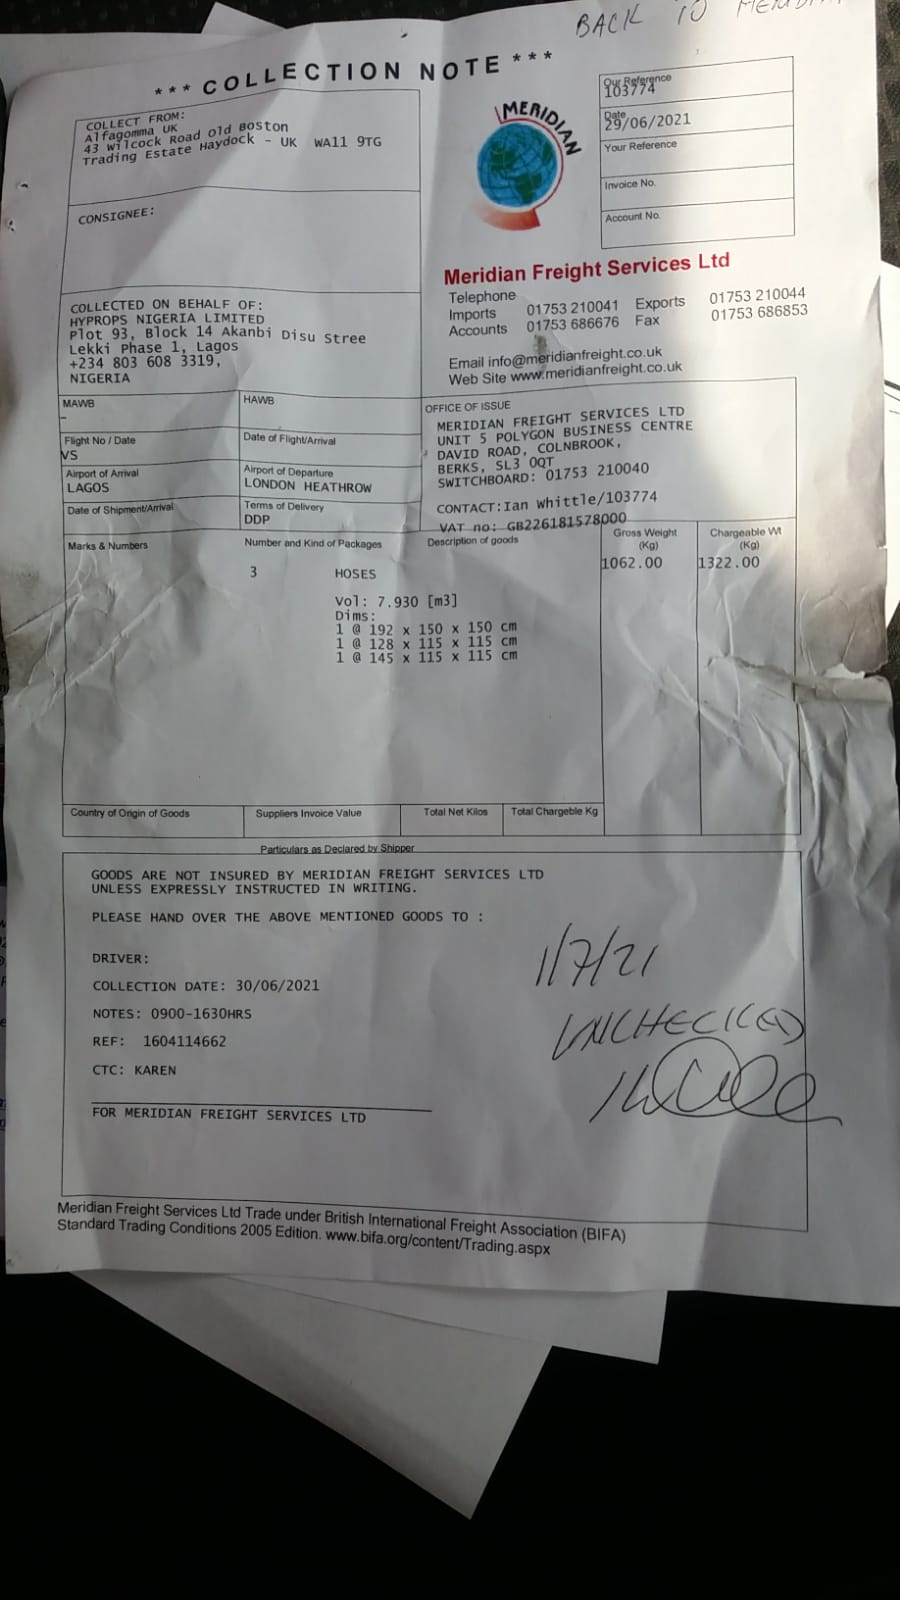 BACK TO
*** COLLECTION NOTE ***
COLLECT FROM:
Alfagomma UK
43 Wilcock Road Old Boston
Trading Estate Haydock - UK WA11 9TG
CONSIGNEE:
MERIDIAN
Our Reference
103774
Date
29/06/2021
Your Reference
Invoice No.
Account No.
Meridian Freight Services Ltd
Telephone
Imports 01753 210041 Exports 01753 210044
Accounts 01753 686676 Fax 01753 686853
Email info@meridianfreight.co.uk
Web Site www.meridianfreight.co.uk
COLLECTED ON BEHALF OF:
HYPROPS NIGERIA LIMITED
Plot 93, Block 14 Akanbi Disu Stree
Lekki Phase 1, Lagos
+234 803 608 3319,
NIGERIA
MAWB
-
HAWB
Flight No / Date
VS
Date of Flight/Arrival
Airport of Arrival
LAGOS
Airport of Departure
LONDON HEATHROW
Date of Shipment/Arrival
Terms of Delivery
DDP
OFFICE OF ISSUE
MERIDIAN FREIGHT SERVICES LTD
UNIT 5 POLYGON BUSINESS CENTRE
DAVID ROAD, COLNBROOK,
BERKS, SL3 0QT
SWITCHBOARD: 01753 210040
CONTACT:Ian Whittle/103774
VAT no: GB226181578000
Marks & Numbers
Number and Kind of Packages
Description of goods
Gross Weight
(Kg)
Chargeable Wt
(Kg)
3 HOSES
1062.00 1322.00
Vol: 7.930 [m3]
Dims:
1 @ 192 x 150 x 150 cm
1 @ 128 x 115 x 115 cm
1 @ 145 x 115 x 115 cm
Country of Origin of Goods
Suppliers Invoice Value
Total Net Kilos
Total Chargeble Kg
Particulars as Declared by Shipper
GOODS ARE NOT INSURED BY MERIDIAN FREIGHT SERVICES LTD
UNLESS EXPRESSLY INSTRUCTED IN WRITING.
PLEASE HAND OVER THE ABOVE MENTIONED GOODS TO :
DRIVER:
COLLECTION DATE: 30/06/2021
NOTES: 0900-1630HRS
REF: 1604114662
CTC: KAREN
FOR MERIDIAN FREIGHT SERVICES LTD
1/7/21
UNCHECKED
Meridian Freight Services Ltd Trade under British International Freight Association (BIFA)
Standard Trading Conditions 2005 Edition. www.bifa.org/content/Trading.aspx